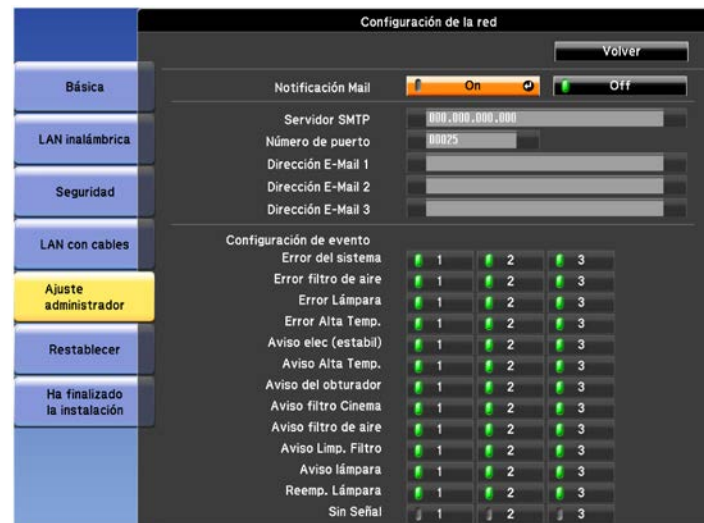 Configuración de la red
Volver
Básica
LAN inalámbrica
Seguridad
LAN con cables
Ajuste
administrador
Restablecer
Ha finalizado
la instalación
Notificación Mail On Off
Servidor SMTP 000.000.000.000
Número de puerto 00025
Dirección E-Mail 1
Dirección E-Mail 2
Dirección E-Mail 3
Configuración de evento
Error del sistema 1 2 3
Error filtro de aire 1 2 3
Error Lámpara 1 2 3
Error Alta Temp. 1 2 3
Aviso elec (estabil) 1 2 3
Aviso Alta Temp. 1 2 3
Aviso del obturador 1 2 3
Aviso filtro Cinema 1 2 3
Aviso filtro de aire 1 2 3
Aviso Limp. Filtro 1 2 3
Aviso lámpara 1 2 3
Reemp. Lámpara 1 2 3
Sin Señal 1 2 3